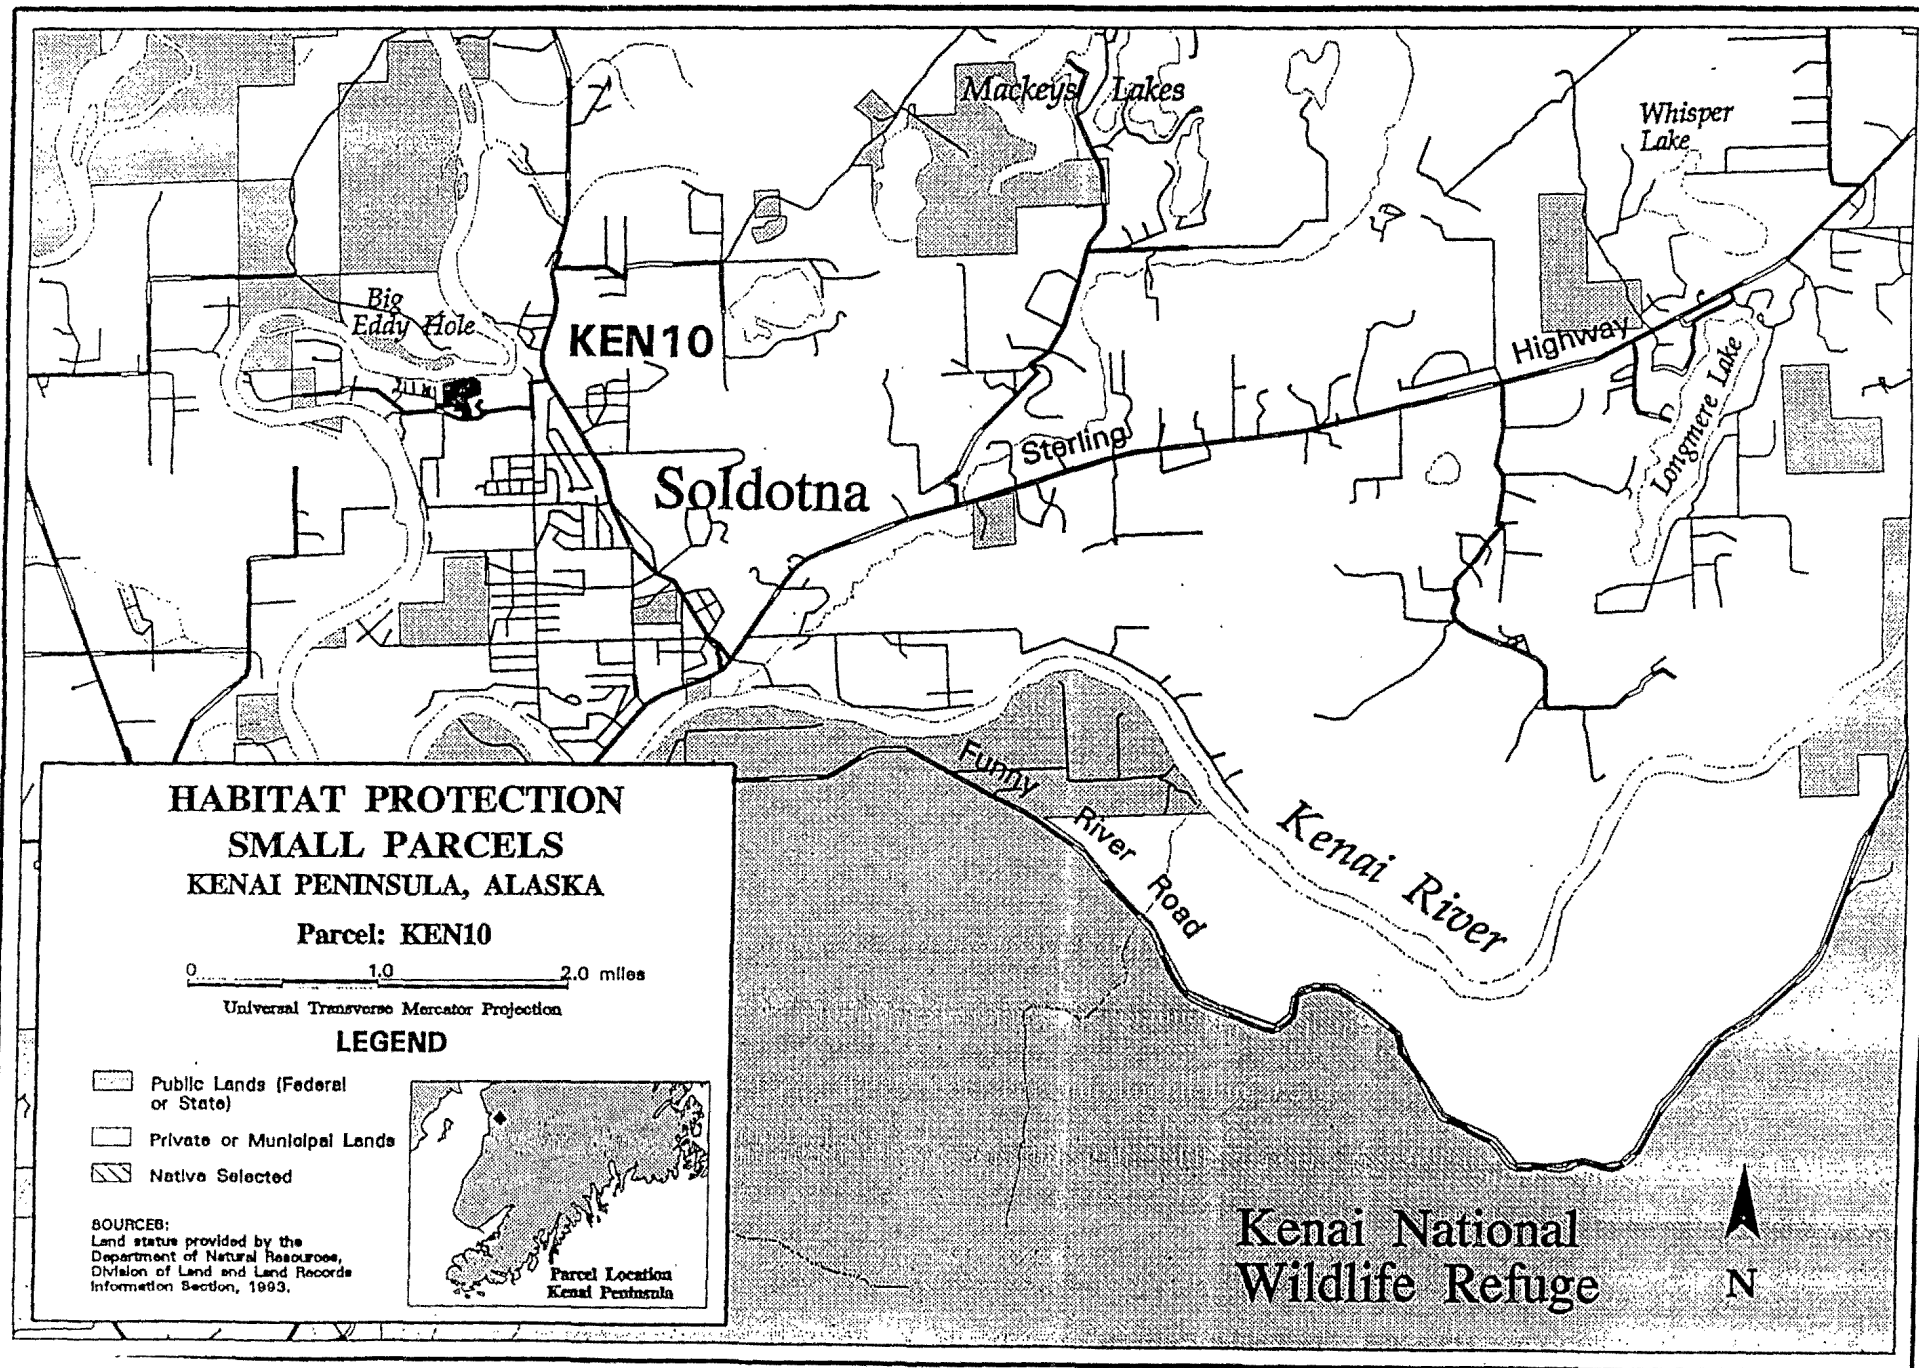 Mackeys Lakes
Whisper
Lake
Big
Eddy Hole
KEN10
Highway
Longmere Lake
Sterling
Soldotna
Funny
River
Road
Kenai River
HABITAT PROTECTION
SMALL PARCELS
KENAI PENINSULA, ALASKA
Parcel: KEN10
0 1.0 2.0 miles
Universal Transverse Mercator Projection
LEGEND
Public Lands (Federal
or State)
Private or Municipal Lands
Native Selected
SOURCES:
Land status provided by the
Department of Natural Resources,
Division of Land and Land Records
Information Section, 1993.
Parcel Location
Kenai Peninsula
Kenai National
Wildlife Refuge
N